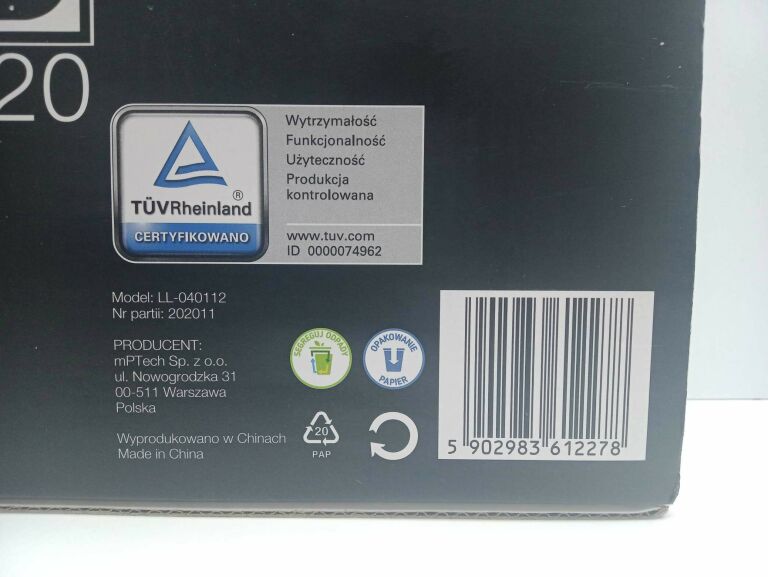 20
TÜVRheinland®
CERTYFIKOWANO
Wytrzymałość
Funkcjonalność
Użyteczność
Produkcja
kontrolowana
www.tuv.com
ID 0000074962
Model: LL-040112
Nr partii: 202011
PRODUCENT:
mPTech Sp. z o.o.
ul. Nowogrodzka 31
00-511 Warszawa
Polska
Wyprodukowano w Chinach
Made in China
SEGREGUJ ODPADY
OPAKOWANIE
PAPIER
20
PAP
5 902983 612278